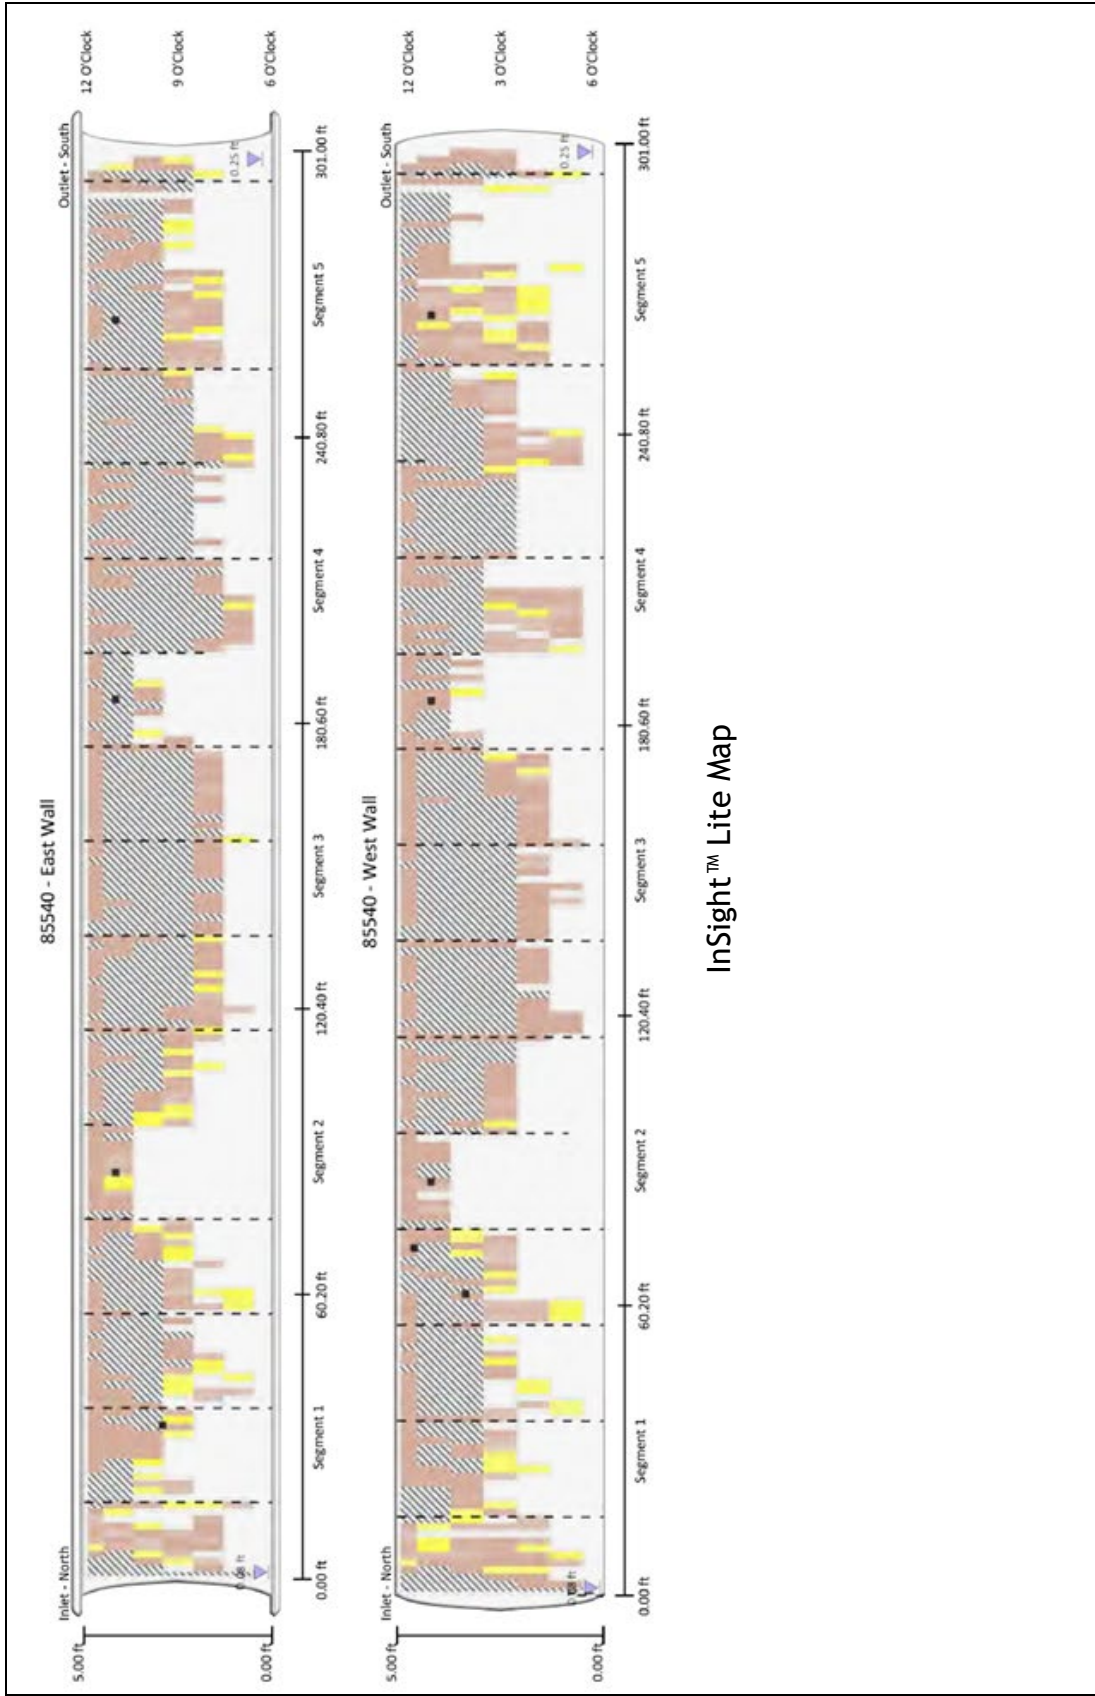 85540 - East Wall
Inlet - North
Outlet - South
5.00 ft
0.00 ft
12 O'Clock
9 O'Clock
6 O'Clock
0.08 ft
0.25 ft
0.00 ft
Segment 1
60.20 ft
Segment 2
120.40 ft
Segment 3
180.60 ft
Segment 4
240.80 ft
Segment 5
301.00 ft
85540 - West Wall
Inlet - North
Outlet - South
5.00 ft
0.00 ft
12 O'Clock
3 O'Clock
6 O'Clock
0.25 ft
0.00 ft
Segment 1
60.20 ft
Segment 2
120.40 ft
Segment 3
180.60 ft
Segment 4
240.80 ft
Segment 5
301.00 ft
InSight™ Lite Map